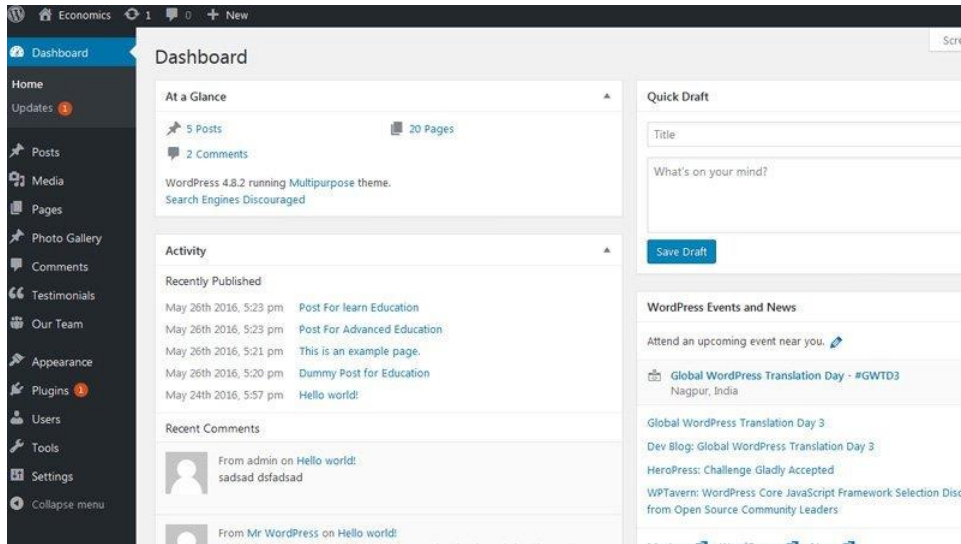 Economics 1 0 + New
Scre
Dashboard
Home
Updates 1
Posts
Media
Pages
Photo Gallery
Comments
Testimonials
Our Team
Appearance
Plugins 1
Users
Tools
Settings
Collapse menu
Dashboard
At a Glance
5 Posts 20 Pages
2 Comments
WordPress 4.8.2 running Multipurpose theme.
Search Engines Discouraged
Activity
Recently Published
May 26th 2016, 5:23 pm Post For learn Education
May 26th 2016, 5:23 pm Post For Advanced Education
May 26th 2016, 5:21 pm This is an example page.
May 26th 2016, 5:20 pm Dummy Post for Education
May 24th 2016, 5:57 pm Hello world!
Recent Comments
From admin on Hello world!
sadsad dsfadsad
From Mr WordPress on Hello world!
Quick Draft
Title
What's on your mind?
Save Draft
WordPress Events and News
Attend an upcoming event near you.
Global WordPress Translation Day - #GWTD3
Nagpur, India
Global WordPress Translation Day 3
Dev Blog: Global WordPress Translation Day 3
HeroPress: Challenge Gladly Accepted
WPTavern: WordPress Core JavaScript Framework Selection Disc
from Open Source Community Leaders